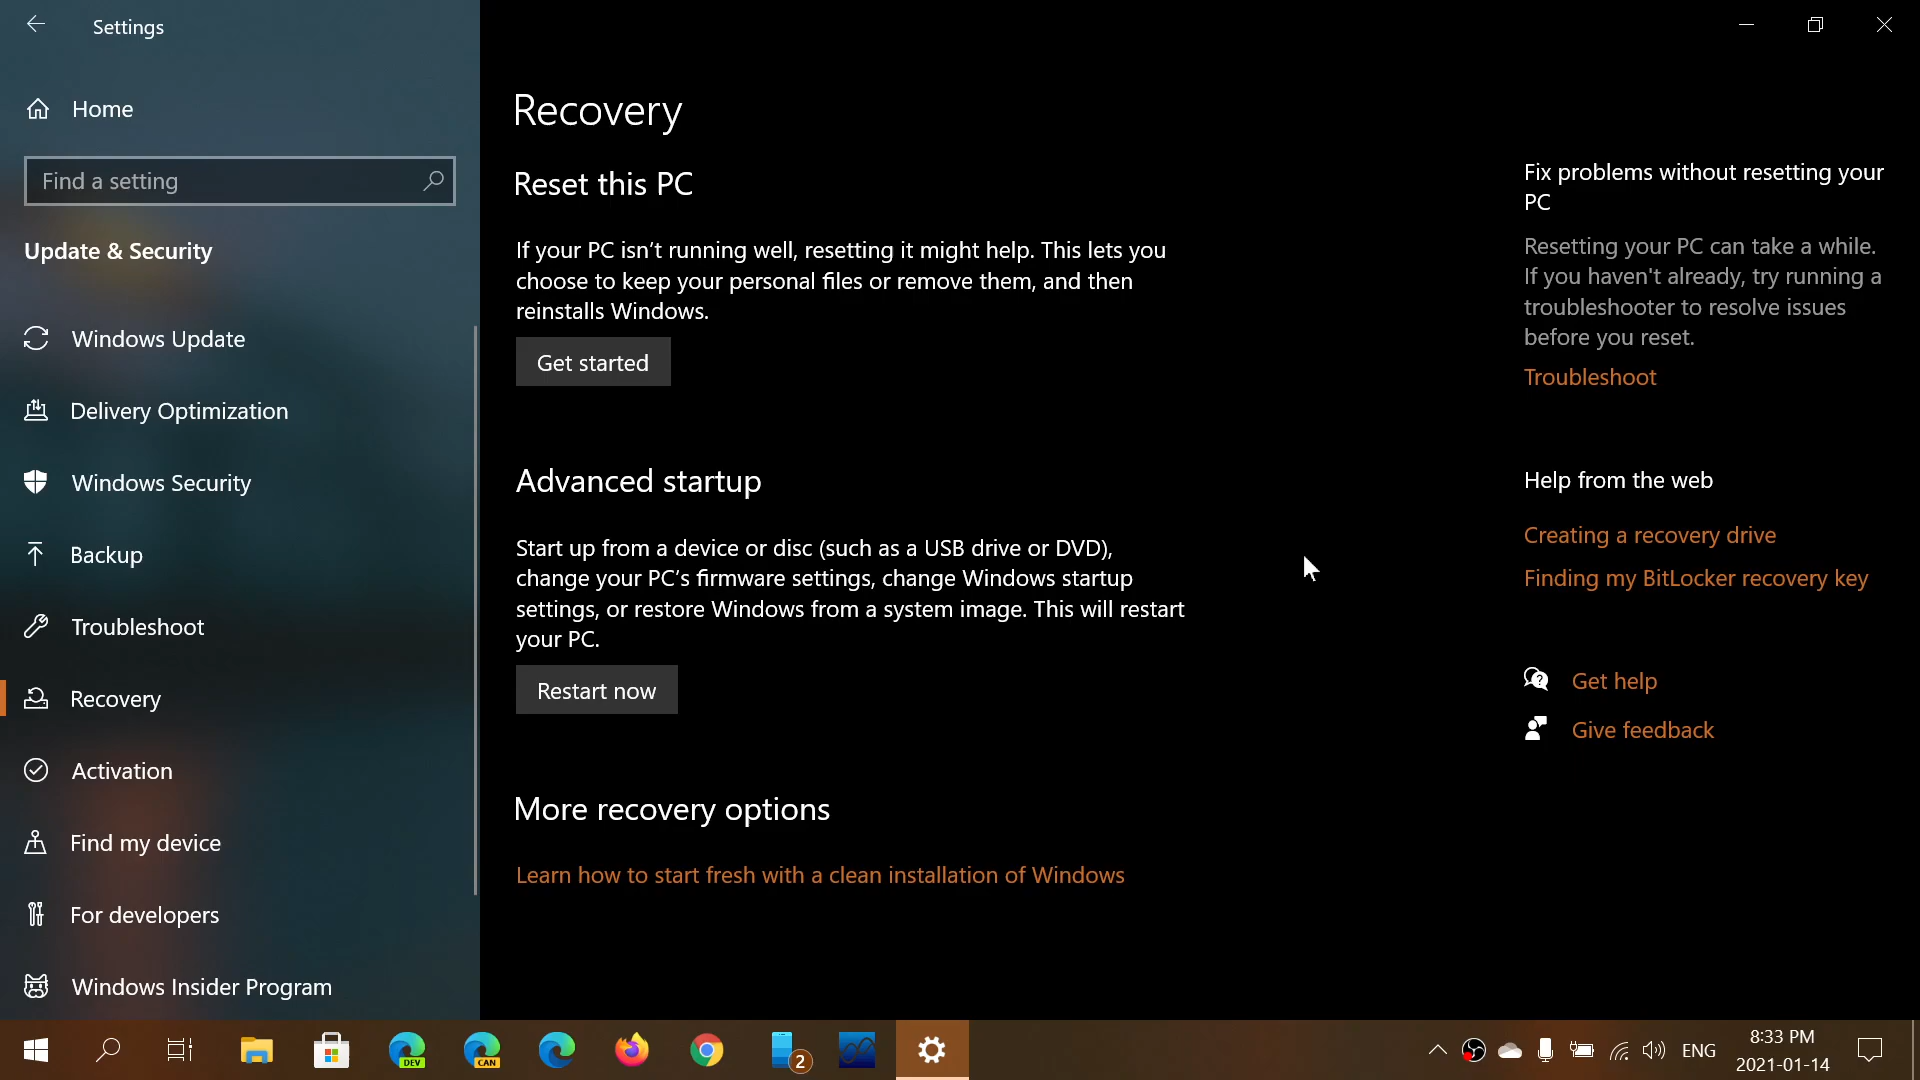 Settings
Home
Find a setting
Update & Security
Windows Update
Delivery Optimization
Windows Security
Backup
Troubleshoot
Recovery
Activation
Find my device
For developers
Windows Insider Program
Recovery
Reset this PC
If your PC isn't running well, resetting it might help. This lets you
choose to keep your personal files or remove them, and then
reinstalls Windows.
Get started
Advanced startup
Start up from a device or disc (such as a USB drive or DVD),
change your PC's firmware settings, change Windows startup
settings, or restore Windows from a system image. This will restart
your PC.
Restart now
More recovery options
Learn how to start fresh with a clean installation of Windows
Fix problems without resetting your
PC
Resetting your PC can take a while.
If you haven't already, try running a
troubleshooter to resolve issues
before you reset.
Troubleshoot
Help from the web
Creating a recovery drive
Finding my BitLocker recovery key
Get help
Give feedback
DEV
CAN
2
ENG
8:33 PM
2021-01-14